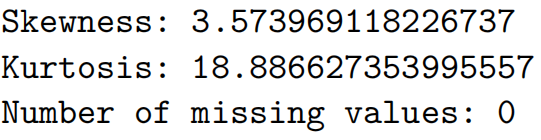 Skewness: 3.573969118226737
Kurtosis: 18.886627353995557
Number of missing values: 0